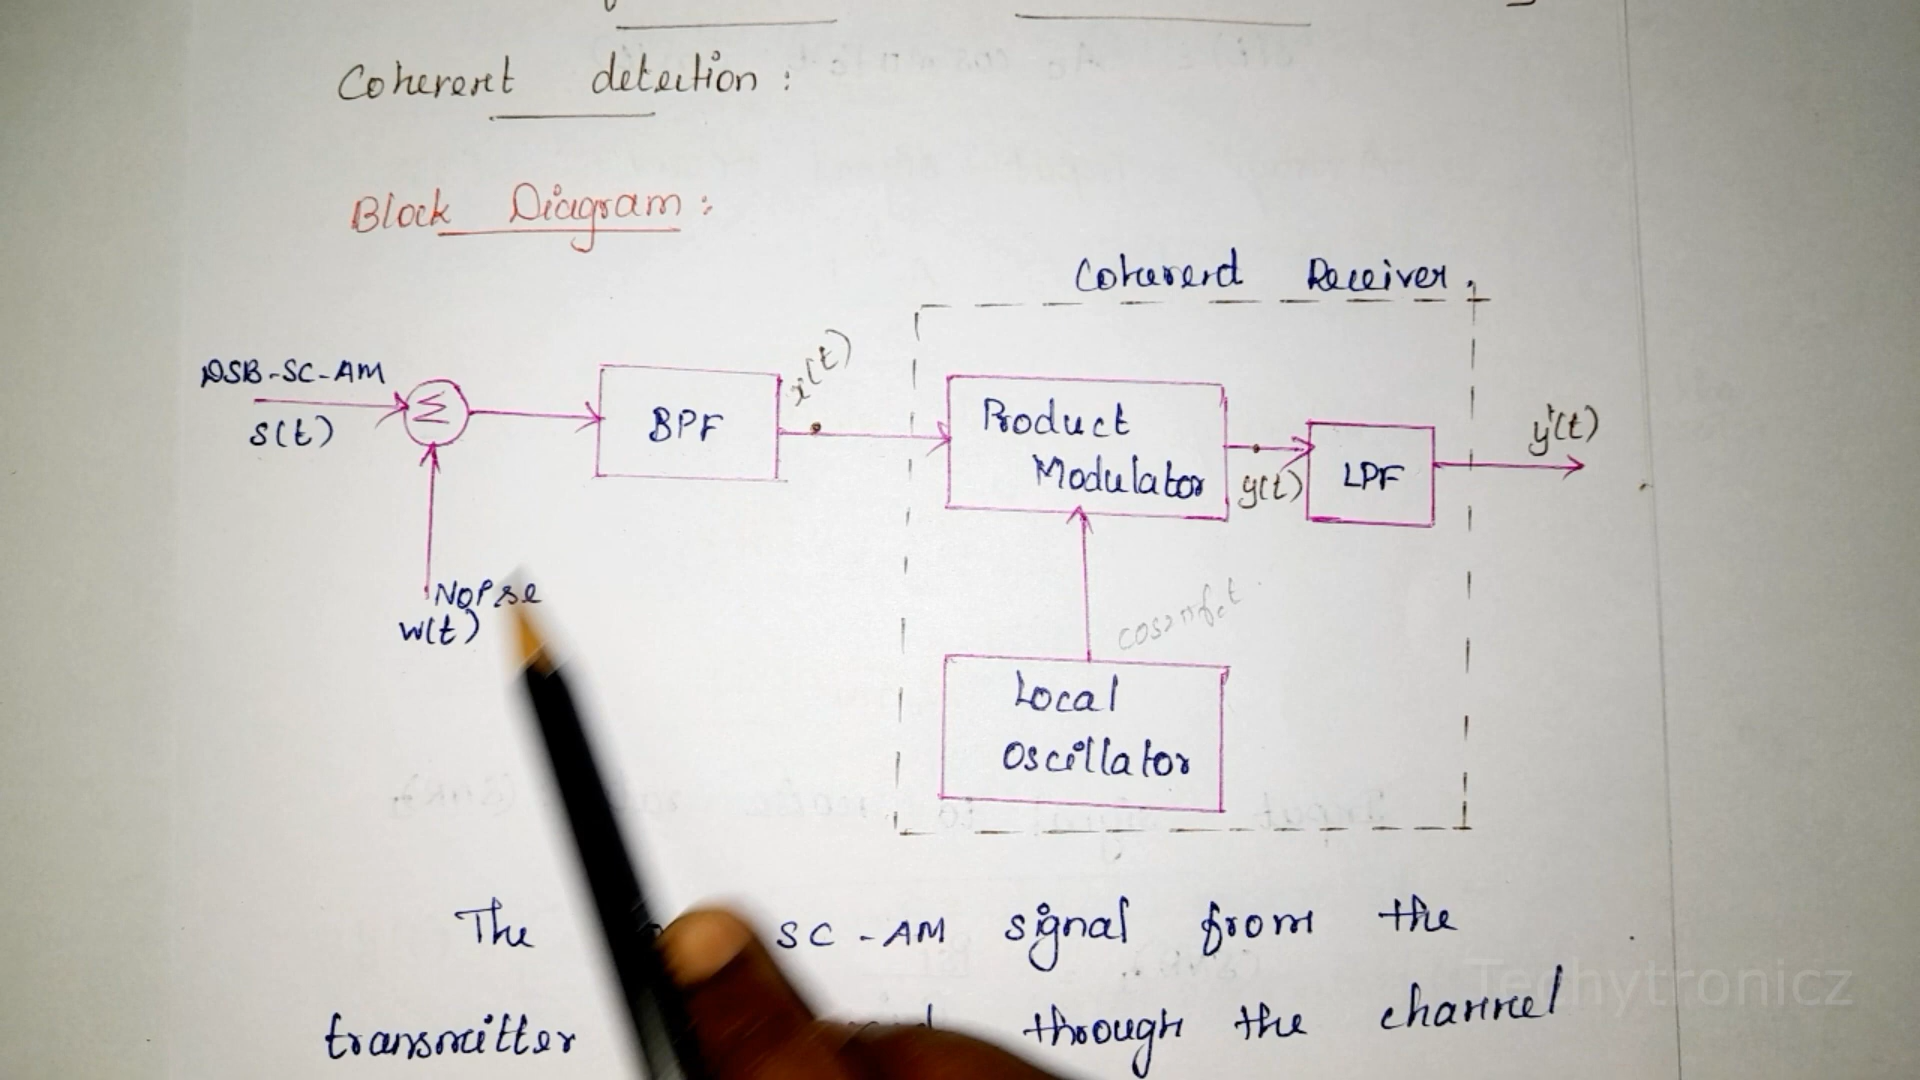 Coherent detection :
Block Diagram :
Coherend Receiver.
DSB-SC-AM
s(t)
Σ
BPF
x(t)
Product
Modulator
y(t)
LPF
y'(t)
Noise
w(t)
cos2πfct
Local
Oscillator
The SC-AM signal from the
transmitter through the channel
Techytronicz